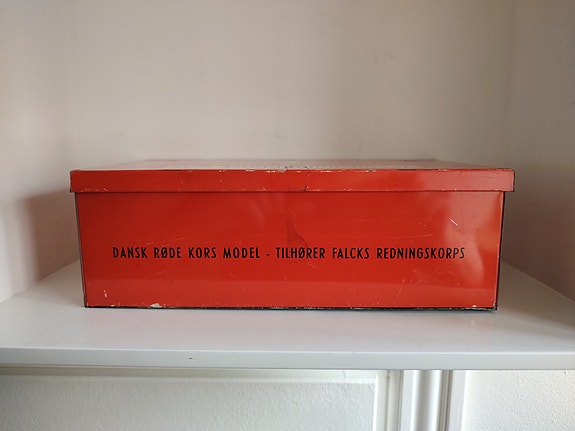 DANSK RØDE KORS MODEL - TILHØRER FALCKS REDNINGSKORPS